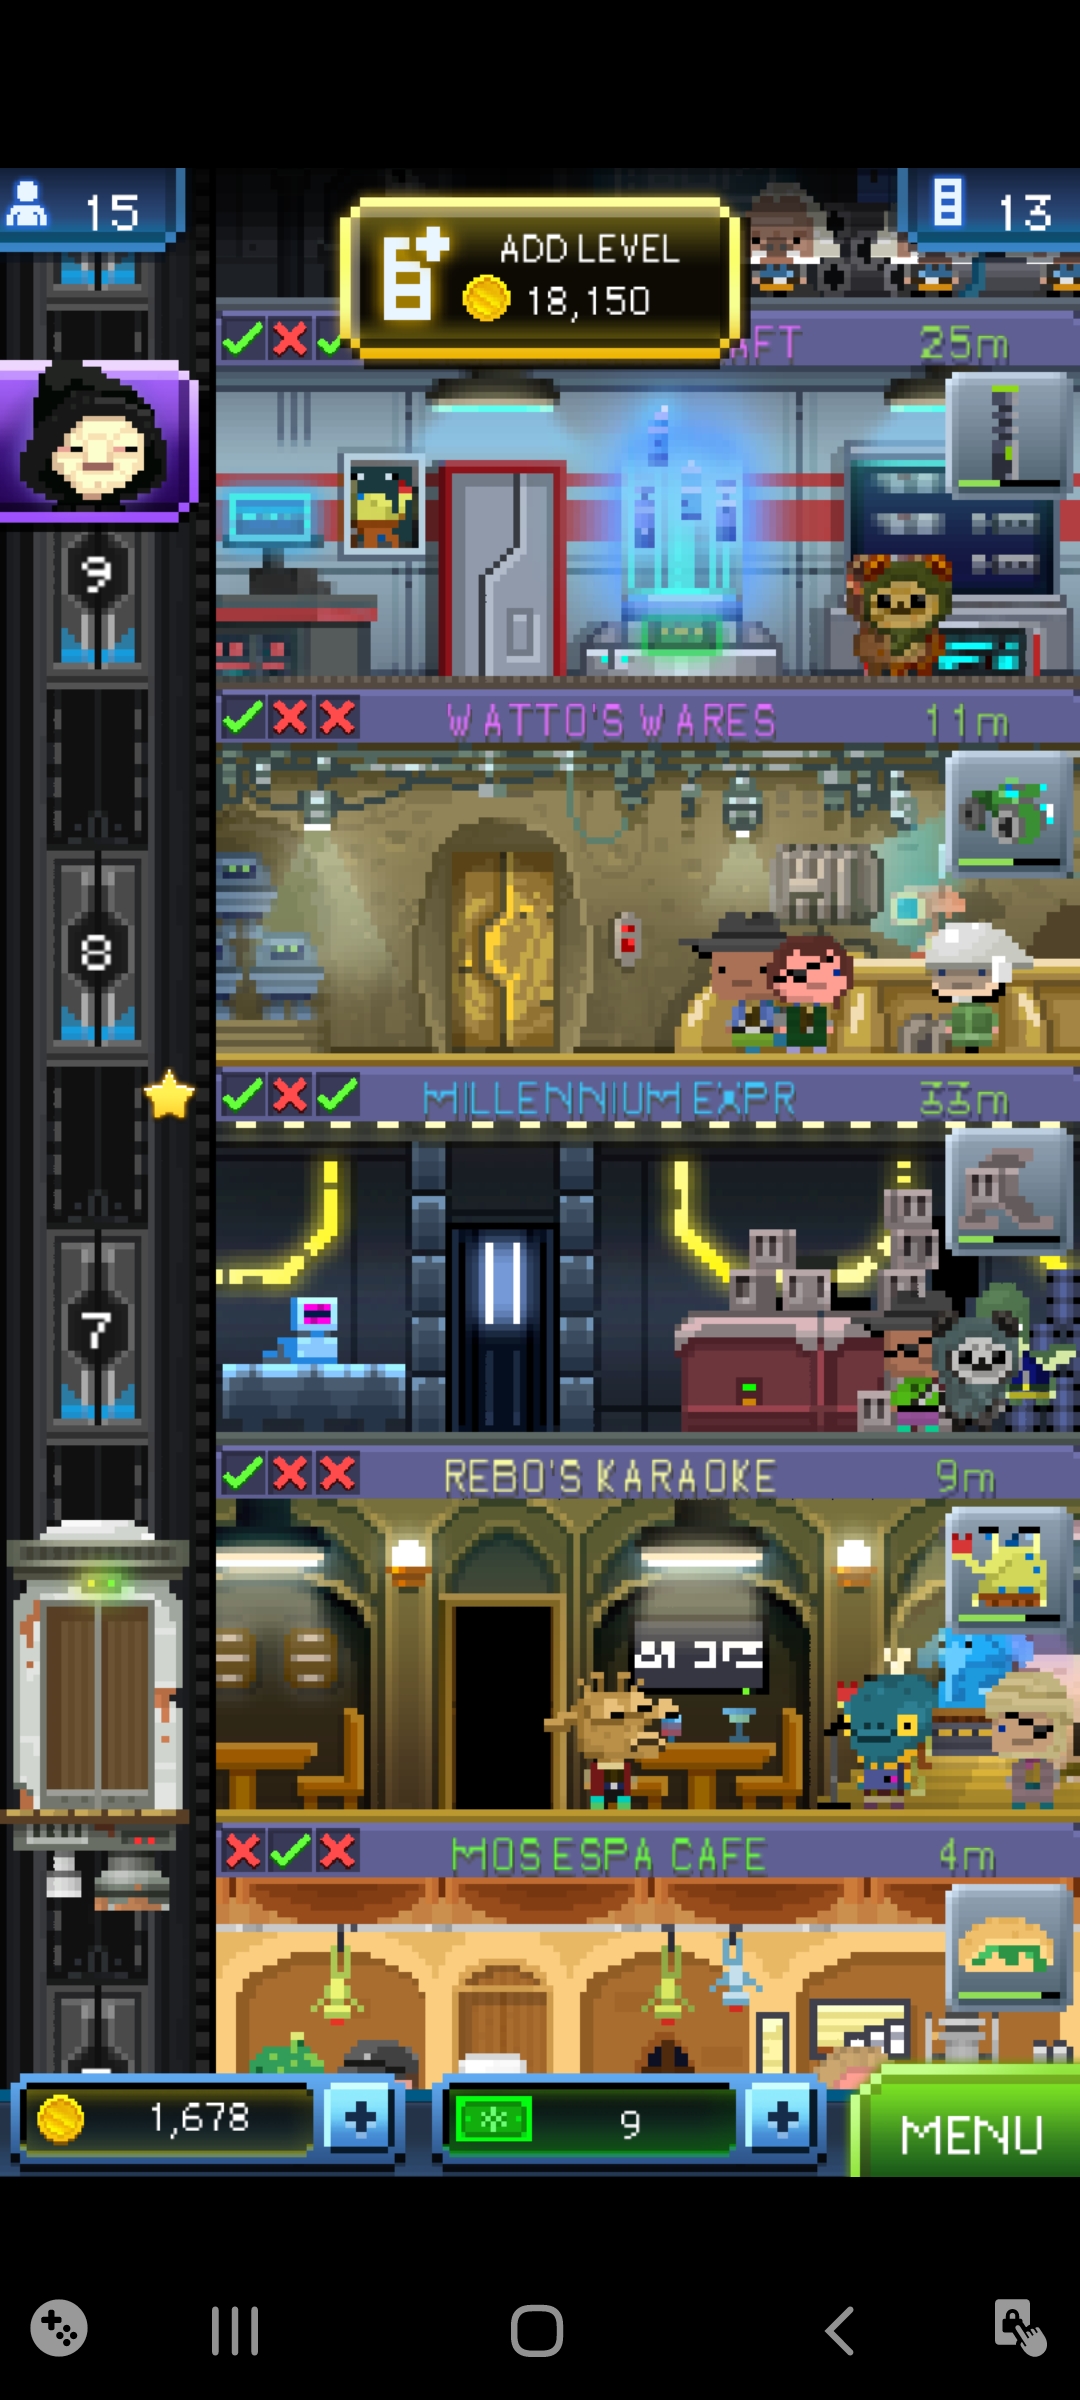 15
13
ADD LEVEL
18,150
AFT 25m
9
WATTO'S WARES 11m
8
MILLENNIUM EXPR 33m
7
REBO'S KARAOKE 9m
MOS ESPA CAFE 4m
1,678
9
MENU